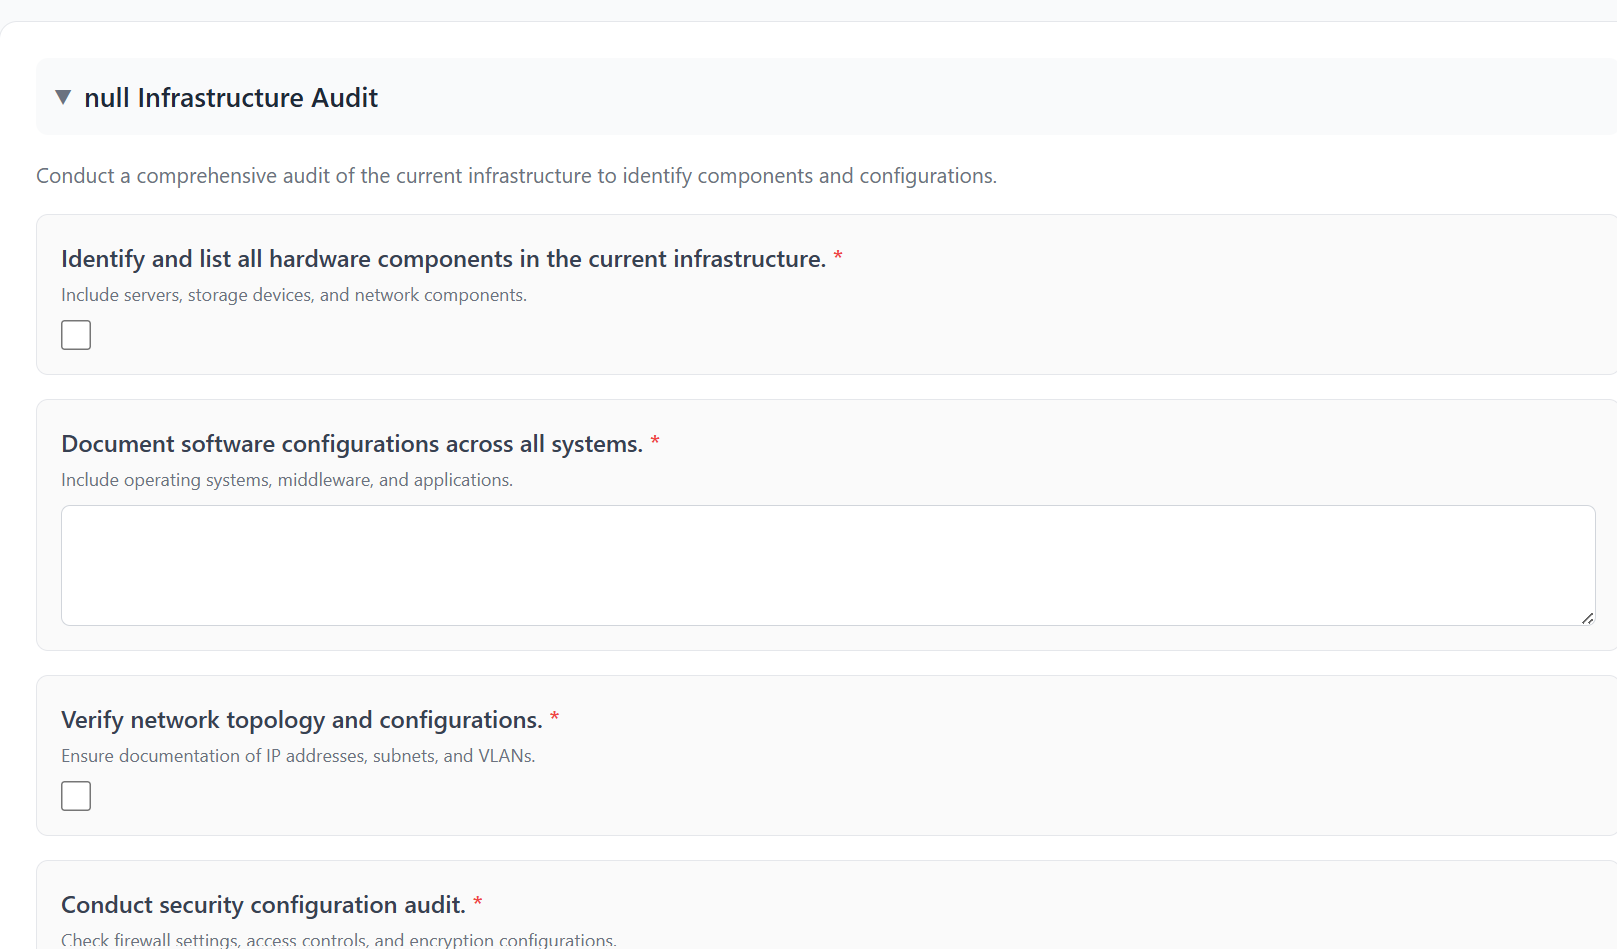 ▼ null Infrastructure Audit
Conduct a comprehensive audit of the current infrastructure to identify components and configurations.
Identify and list all hardware components in the current infrastructure. *
Include servers, storage devices, and network components.
Document software configurations across all systems. *
Include operating systems, middleware, and applications.
Verify network topology and configurations. *
Ensure documentation of IP addresses, subnets, and VLANs.
Conduct security configuration audit. *
Check firewall settings, access controls, and encryption configurations.